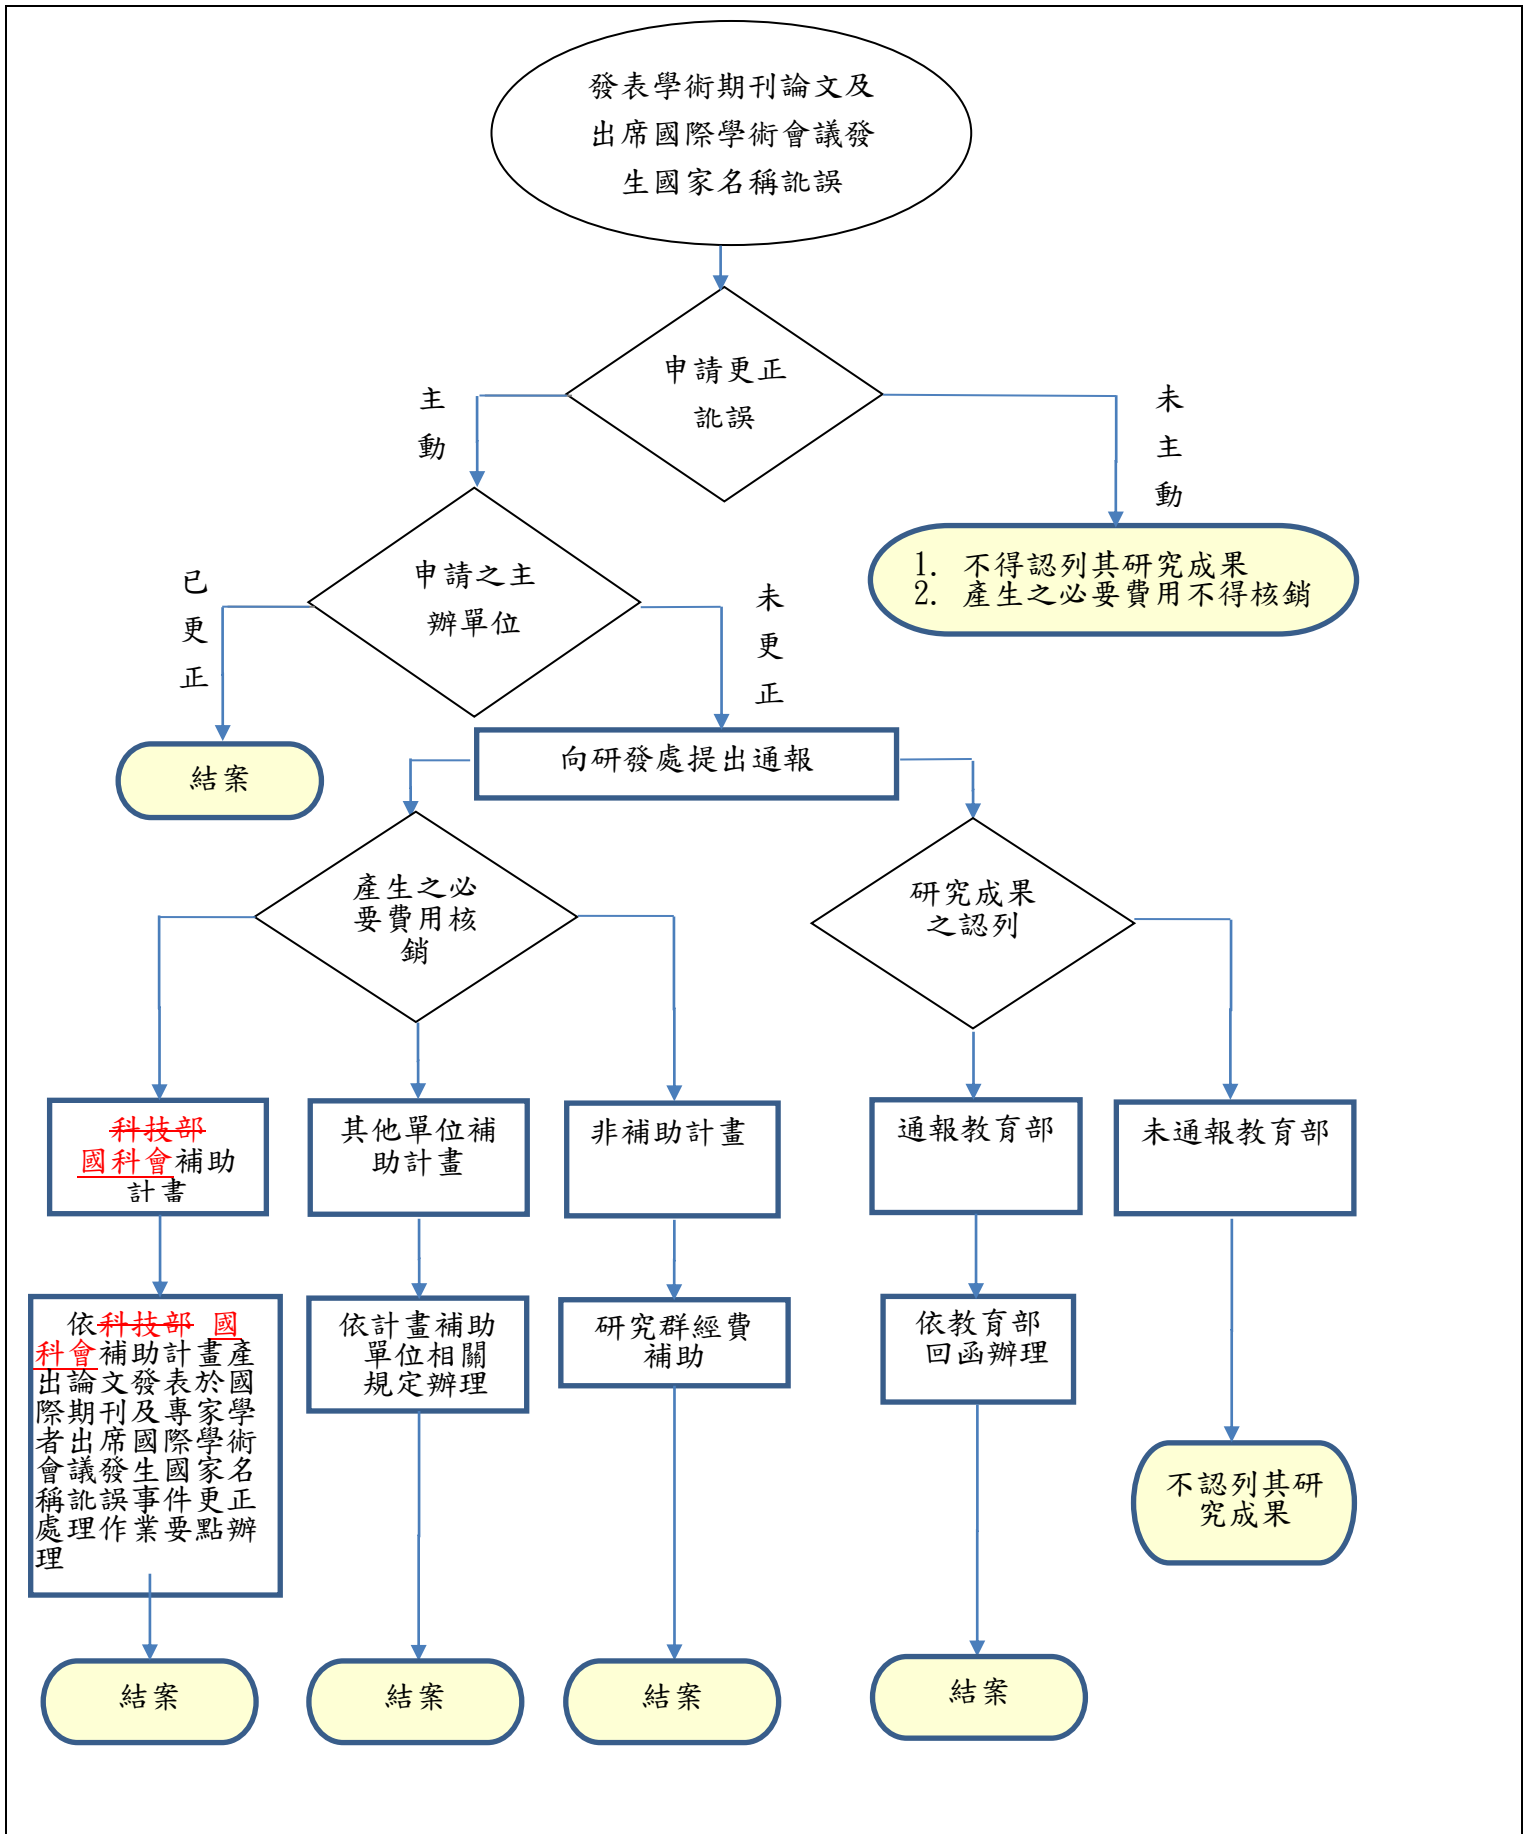 發表學術期刊論文及
出席國際學術會議發
生國家名稱訛誤
申請更正
訛誤
主
動
未
主
動
1. 不得認列其研究成果
2. 產生之必要費用不得核銷
申請之主
辦單位
已
更
正
未
更
正
結案
向研發處提出通報
產生之必
要費用核
銷
研究成果
之認列
科技部
國科會補助
計畫
其他單位補
助計畫
非補助計畫
通報教育部
未通報教育部
依科技部 國
科會補助計畫產
出論文發表於國
際期刊及專家學
者出席國際學術
會議發生國家名
稱訛誤事件更正
處理作業要點辦
理
依計畫補助
單位相關
規定辦理
研究群經費
補助
依教育部
回函辦理
不認列其研
究成果
結案
結案
結案
結案